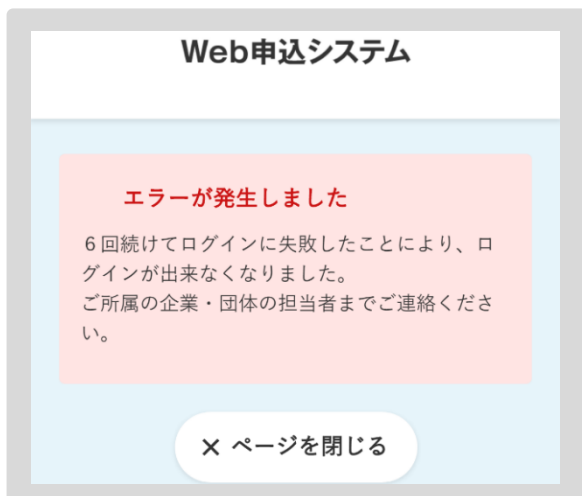 Web申込システム
エラーが発生しました
６回続けてログインに失敗したことにより、ロ
グインが出来なくなりました。
ご所属の企業・団体の担当者までご連絡くださ
い。
× ページを閉じる